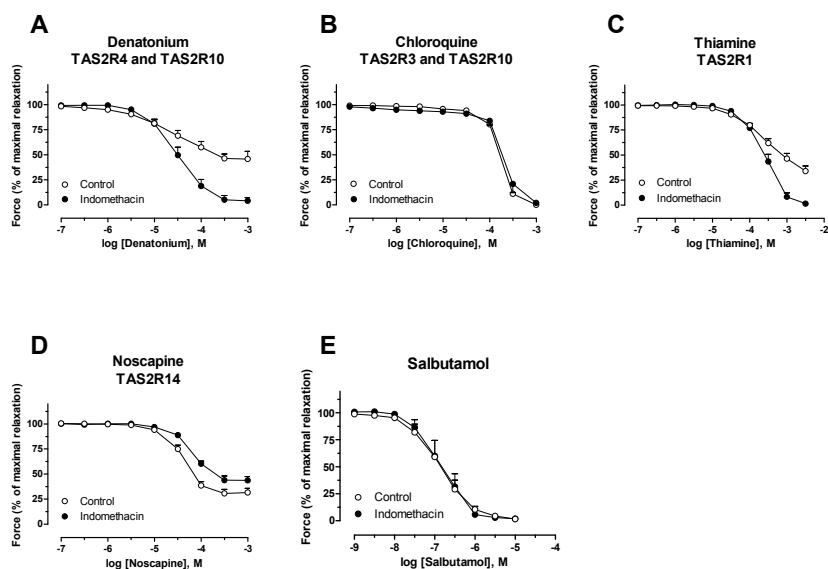 A
Denatonium
TAS2R4 and TAS2R10
Force (% of maximal relaxation)
100
75
50
25
0
Control
Indomethacin
-7 -6 -5 -4 -3
log [Denatonium], M
B
Chloroquine
TAS2R3 and TAS2R10
Force (% of maximal relaxation)
100
75
50
25
0
Control
Indomethacin
-7 -6 -5 -4 -3
log [Chloroquine], M
C
Thiamine
TAS2R1
Force (% of maximal relaxation)
100
75
50
25
0
Control
Indomethacin
-7 -6 -5 -4 -3 -2
log [Thiamine], M
D
Noscapine
TAS2R14
Force (% of maximal relaxation)
100
75
50
25
0
Control
Indomethacin
-7 -6 -5 -4 -3
log [Noscapine], M
E
Salbutamol
Force (% of maximal relaxation)
100
75
50
25
0
Control
Indomethacin
-9 -8 -7 -6 -5 -4
log [Salbutamol], M